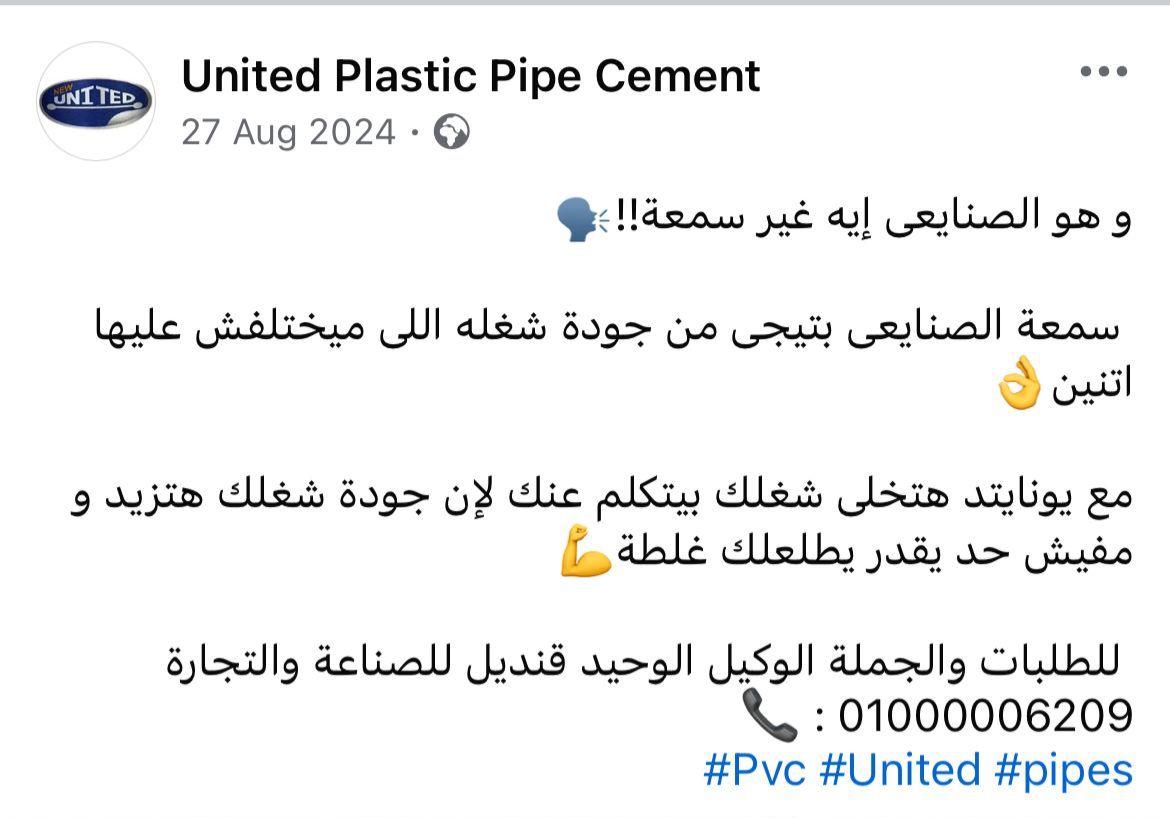 NEW
UNITED
United Plastic Pipe Cement
27 Aug 2024 ·
و هو الصنايعى إيه غير سمعة!!🗣️
سمعة الصنايعى بتيجى من جودة شغله اللى ميختلفش عليها
اتنين👌
مع يونايتد هتخلى شغلك بيتكلم عنك لإن جودة شغلك هتزيد و
مفيش حد يقدر يطلعلك غلطة💪
للطلبات والجملة الوكيل الوحيد قنديل للصناعة والتجارة
01000006209 : 📞
#Pvc #United #pipes